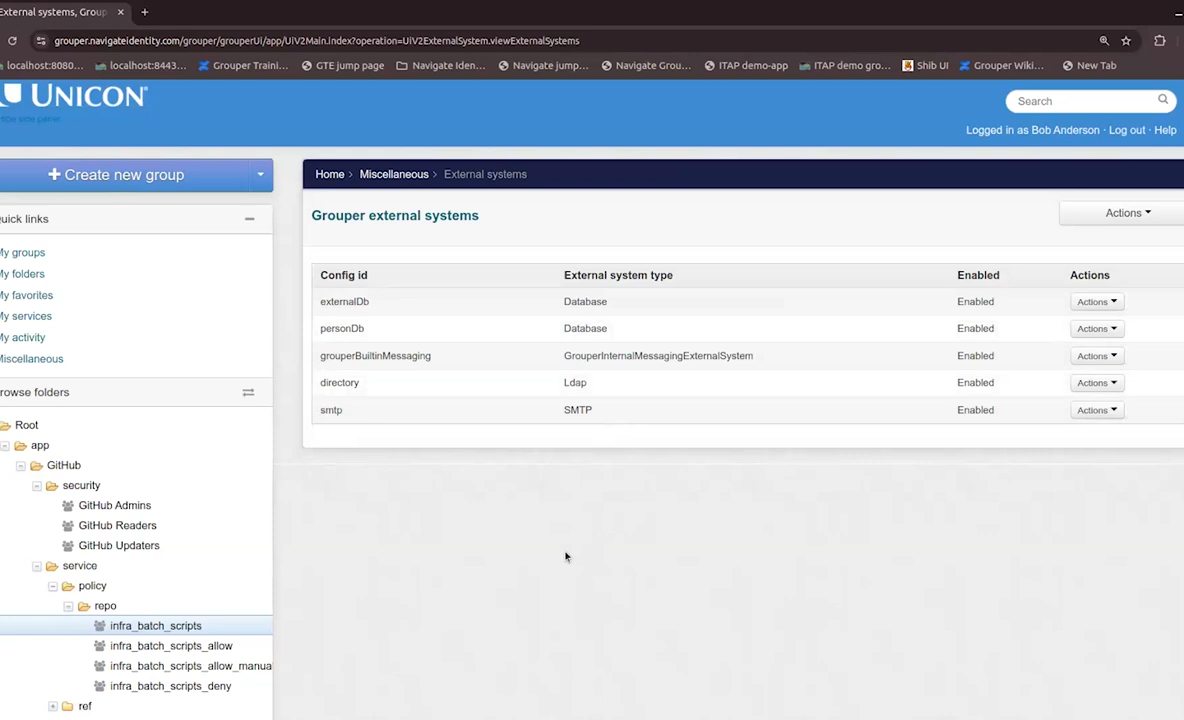 External systems, Group
grouper.navigateidentity.com/grouper/grouperUi/app/UiV2Main.index?operation=UiV2ExternalSystem.viewExternalSystems
localhost:8080... localhost:8443... Grouper Traini... GTE jump page Navigate Iden... Navigate jump... Navigate Grou... ITAP demo-app ITAP demo gro... Shib UI Grouper Wiki... New Tab
UNICON
Search
Logged in as Bob Anderson · Log out · Help
+ Create new group
Home > Miscellaneous > External systems
Quick links
Grouper external systems
Actions
My groups
My folders
My favorites
My services
My activity
Miscellaneous
Config id External system type Enabled Actions
externalDb Database Enabled Actions
personDb Database Enabled Actions
grouperBuiltinMessaging GrouperInternalMessagingExternalSystem Enabled Actions
directory Ldap Enabled Actions
smtp SMTP Enabled Actions
rowse folders
Root
app
GitHub
security
GitHub Admins
GitHub Readers
GitHub Updaters
service
policy
repo
infra_batch_scripts
infra_batch_scripts_allow
infra_batch_scripts_allow_manua
infra_batch_scripts_deny
ref